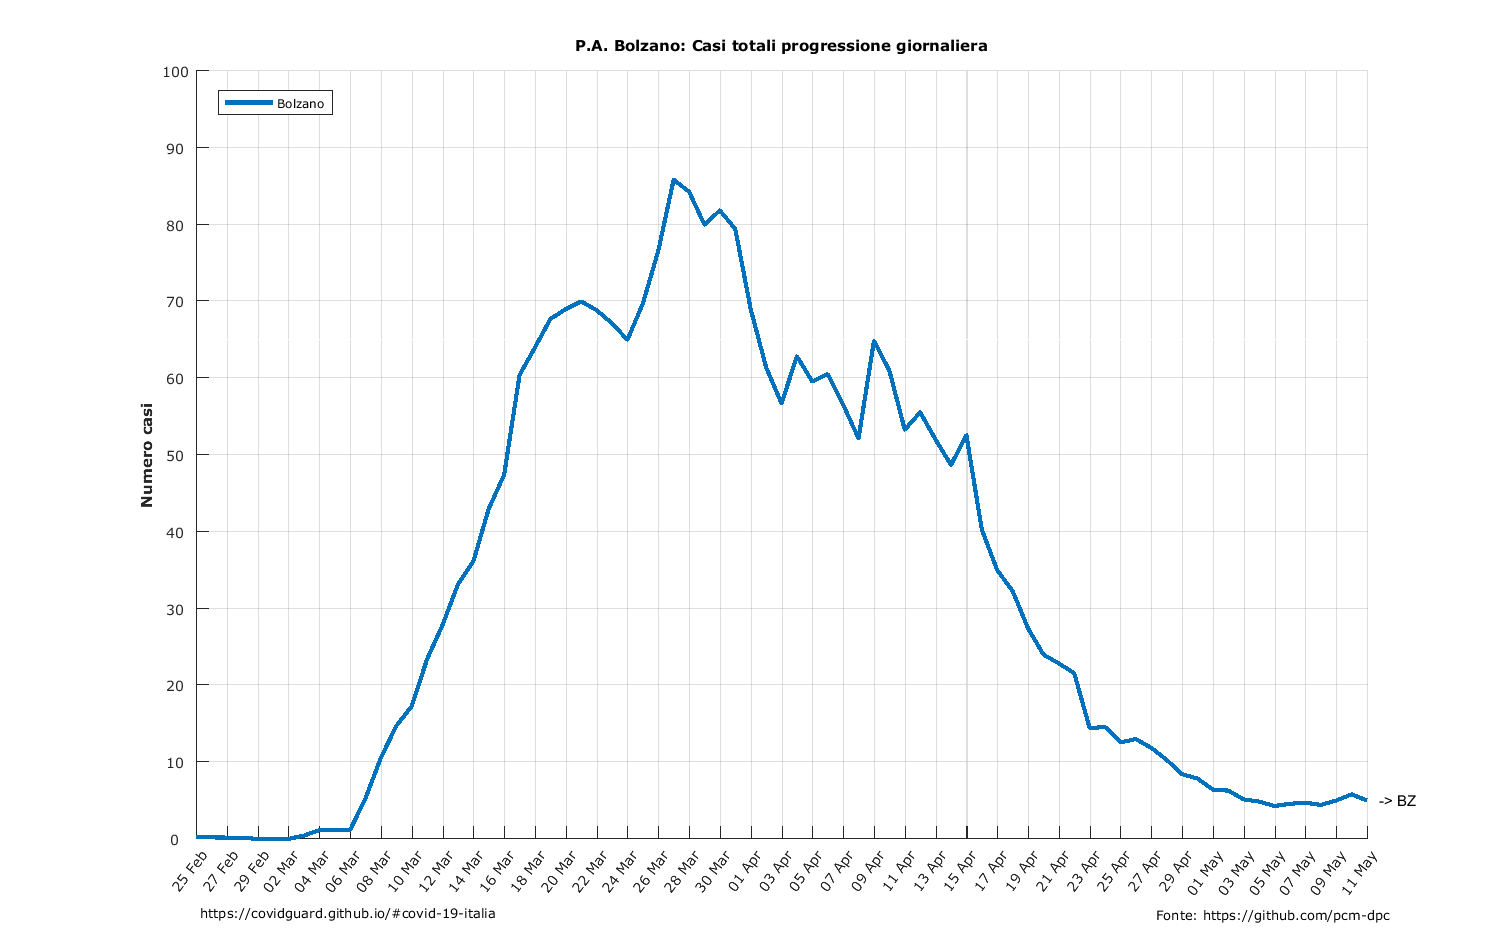 P.A. Bolzano: Casi totali progressione giornaliera
Bolzano
Numero casi
100
90
80
70
60
50
40
30
20
10
0
25 Feb
27 Feb
29 Feb
02 Mar
04 Mar
06 Mar
08 Mar
10 Mar
12 Mar
14 Mar
16 Mar
18 Mar
20 Mar
22 Mar
24 Mar
26 Mar
28 Mar
30 Mar
01 Apr
03 Apr
05 Apr
07 Apr
09 Apr
11 Apr
13 Apr
15 Apr
17 Apr
19 Apr
21 Apr
23 Apr
25 Apr
27 Apr
29 Apr
01 May
03 May
05 May
07 May
09 May
11 May
-> BZ
https://covidguard.github.io/#covid-19-italia
Fonte: https://github.com/pcm-dpc